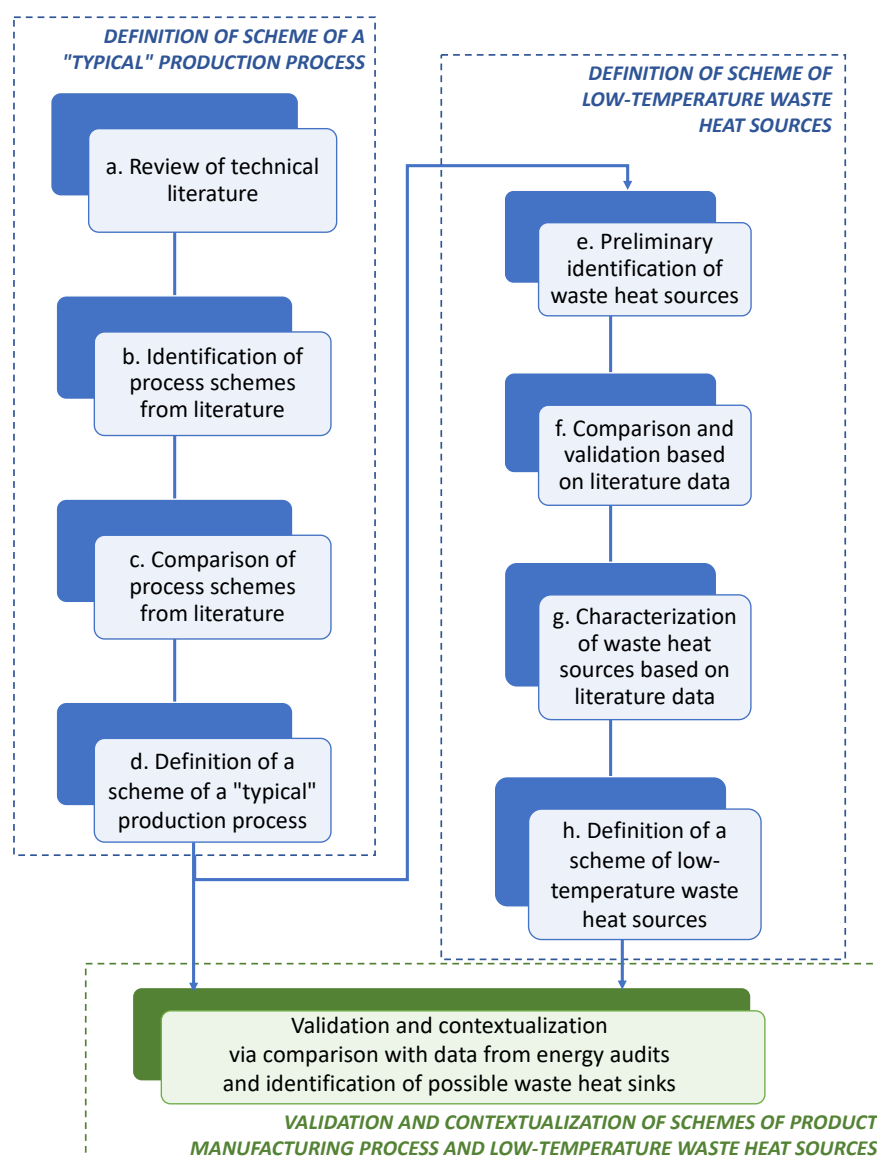 DEFINITION OF SCHEME OF A
"TYPICAL" PRODUCTION PROCESS
a. Review of technical
literature
b. Identification of
process schemes
from literature
c. Comparison of
process schemes
from literature
d. Definition of a
scheme of a "typical"
production process
DEFINITION OF SCHEME OF
LOW-TEMPERATURE WASTE
HEAT SOURCES
e. Preliminary
identification of
waste heat sources
f. Comparison and
validation based
on literature data
g. Characterization
of waste heat
sources based on
literature data
h. Definition of a
scheme of low-
temperature waste
heat sources
Validation and contextualization
via comparison with data from energy audits
and identification of possible waste heat sinks
VALIDATION AND CONTEXTUALIZATION OF SCHEMES OF PRODUCT
MANUFACTURING PROCESS AND LOW-TEMPERATURE WASTE HEAT SOURCES